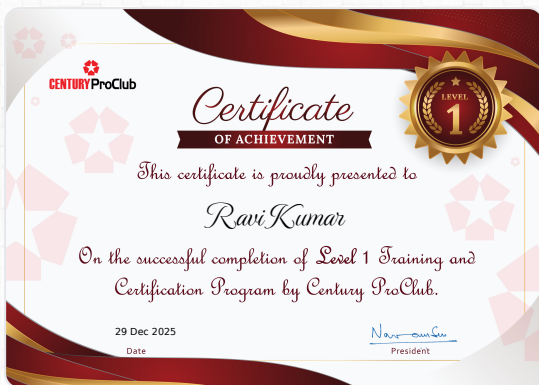 CENTURY ProClub
Certificate
OF ACHIEVEMENT
LEVEL
1
This certificate is proudly presented to
Ravi Kumar
On the successful completion of Level 1 Training and
Certification Program by Century ProClub.
29 Dec 2025
Date
President